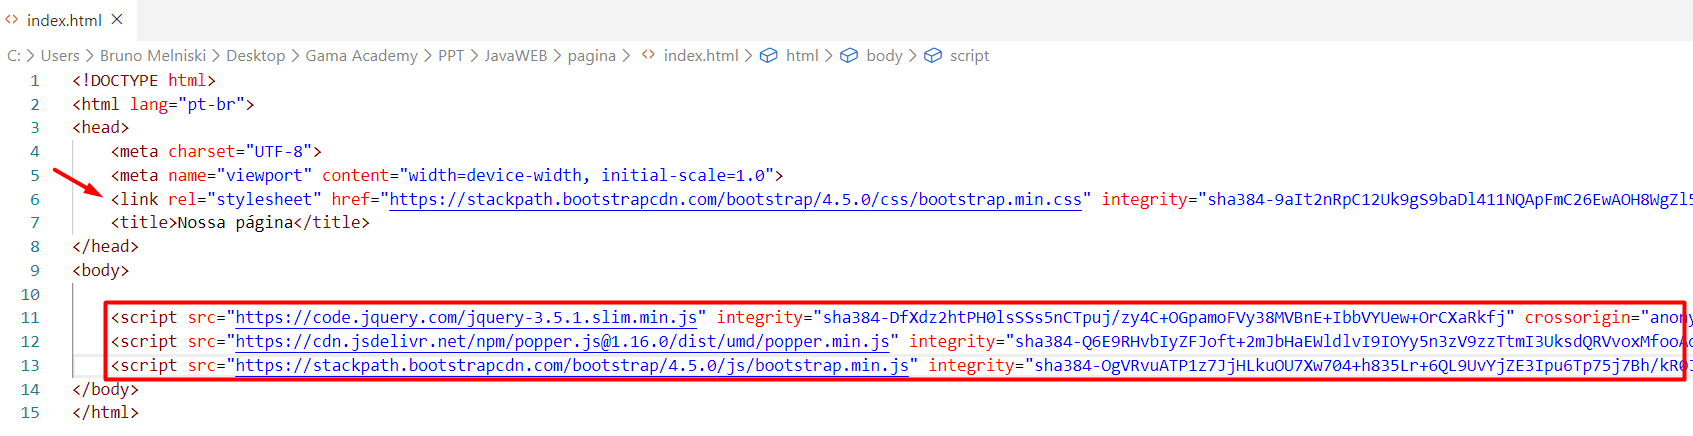 index.html
C: > Users > Bruno Melniski > Desktop > Gama Academy > PPT > JavaWEB > pagina > index.html > html > body > script
1 <!DOCTYPE html>
2 <html lang="pt-br">
3 <head>
4 <meta charset="UTF-8">
5 <meta name="viewport" content="width=device-width, initial-scale=1.0">
6 <link rel="stylesheet" href="https://stackpath.bootstrapcdn.com/bootstrap/4.5.0/css/bootstrap.min.css" integrity="sha384-9aIt2nRpC12Uk9gS9baDl411NQApFmC26EwAOH8WgZl5
7 <title>Nossa página</title>
8 </head>
9 <body>
10
11 <script src="https://code.jquery.com/jquery-3.5.1.slim.min.js" integrity="sha384-DfXdz2htPH0lsSSs5nCTpuj/zy4C+OGpamoFVy38MVBnE+IbbVYUew+OrCXaRkfj" crossorigin="anony
12 <script src="https://cdn.jsdelivr.net/npm/popper.js@1.16.0/dist/umd/popper.min.js" integrity="sha384-Q6E9RHvbIyZFJoft+2mJbHaEWldlvI9IOYy5n3zV9zzTtmI3UksdQRVvoxMfooAo
13 <script src="https://stackpath.bootstrapcdn.com/bootstrap/4.5.0/js/bootstrap.min.js" integrity="sha384-OgVRvuATP1z7JjHLkuOU7Xw704+h835Lr+6QL9UvYjZE3Ipu6Tp75j7Bh/kR0J
14 </body>
15 </html>